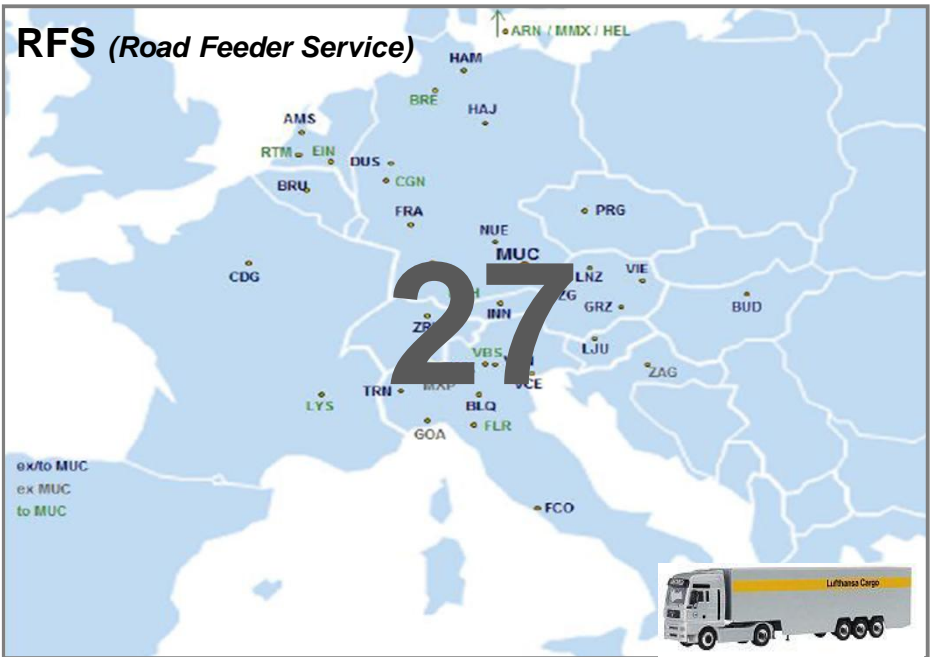 RFS (Road Feeder Service)
ARN / MMX / HEL
HAM
BRE
HAJ
AMS
RTM
EIN
DUS
CGN
BRU
FRA
PRG
NUE
MUC
CDG
LNZ
VIE
27
GRZ
BUD
INN
LJU
VBS
ZAG
VCE
TRN
MXP
LYS
BLQ
FLR
GOA
ex/to MUC
ex MUC
to MUC
FCO
Lufthansa Cargo